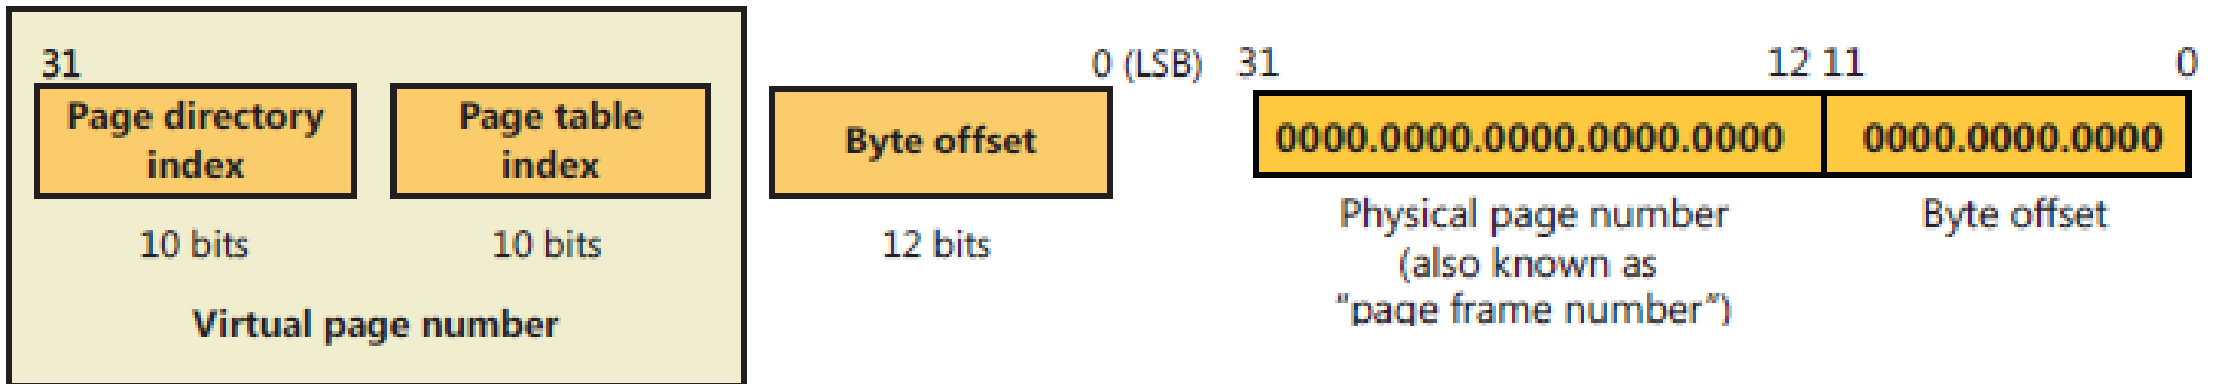 31
0 (LSB)
31
12 11
0
Page directory
index
Page table
index
Byte offset
0000.0000.0000.0000.0000
0000.0000.0000
10 bits
10 bits
12 bits
Virtual page number
Physical page number
(also known as
“page frame number”)
Byte offset